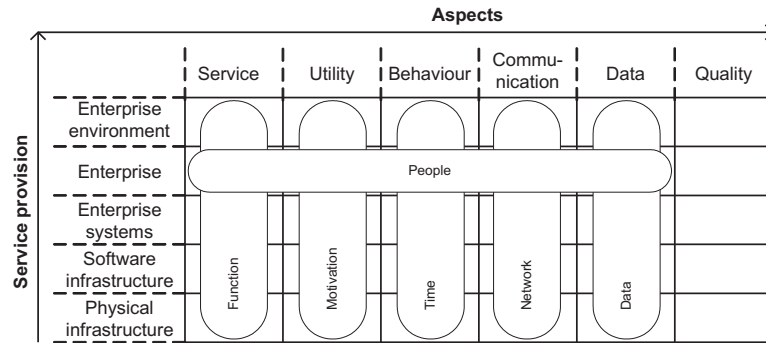 Aspects
Service
Utility
Behaviour
Commu-
nication
Data
Quality
Service provision
Enterprise
environment
Enterprise
People
Enterprise
systems
Software
infrastructure
Physical
infrastructure
Function
Motivation
Time
Network
Data